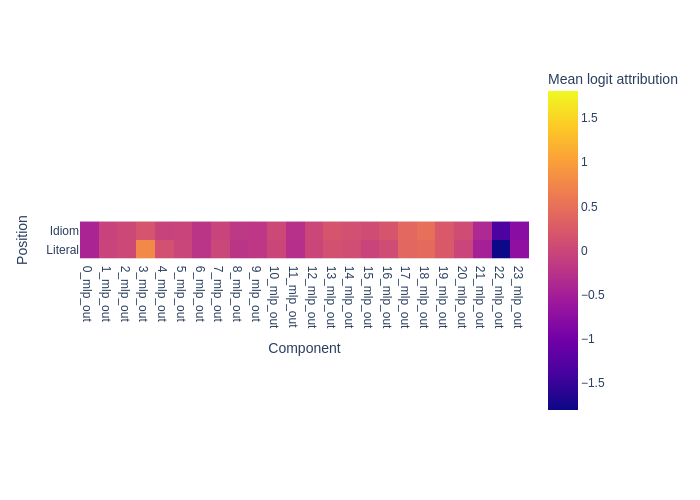 Mean logit attribution
1.5
1
0.5
0
−0.5
−1
−1.5
Position
Idiom
Literal
0_mlp_out
1_mlp_out
2_mlp_out
3_mlp_out
4_mlp_out
5_mlp_out
6_mlp_out
7_mlp_out
8_mlp_out
9_mlp_out
10_mlp_out
11_mlp_out
12_mlp_out
13_mlp_out
14_mlp_out
15_mlp_out
16_mlp_out
17_mlp_out
18_mlp_out
19_mlp_out
20_mlp_out
21_mlp_out
22_mlp_out
23_mlp_out
Component